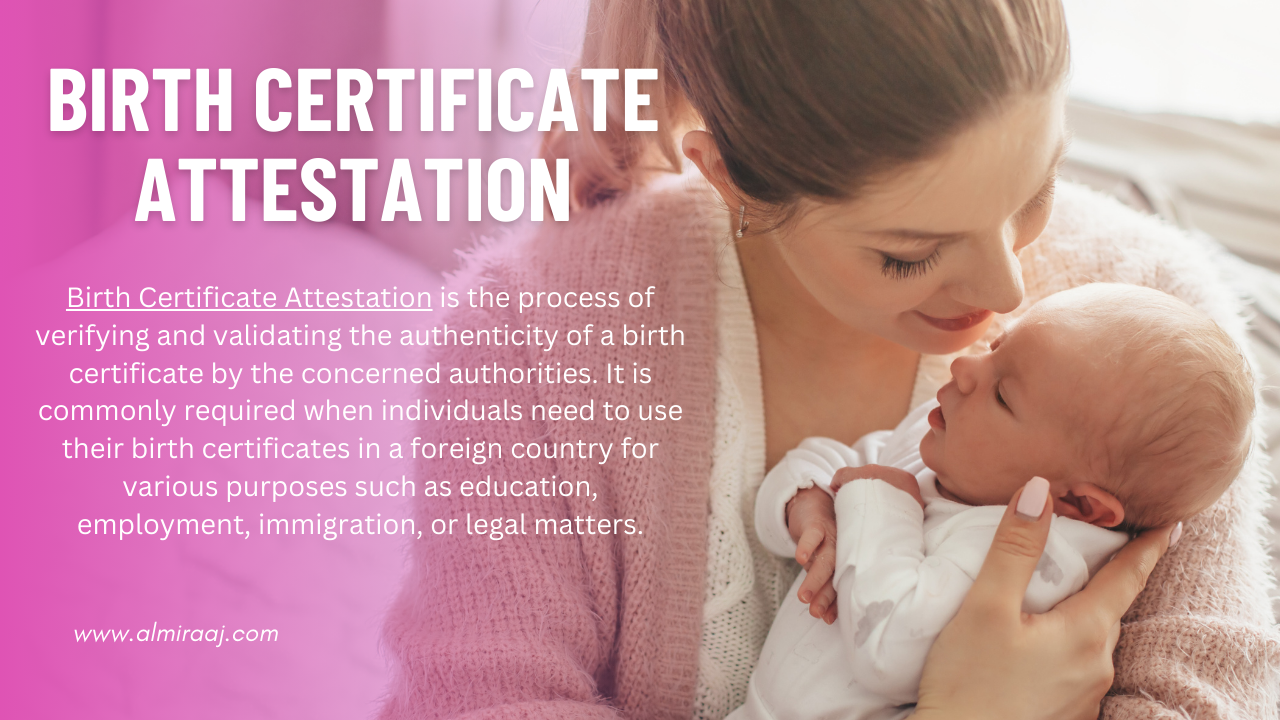 BIRTH CERTIFICATE
ATTESTATION
Birth Certificate Attestation is the process of
verifying and validating the authenticity of a birth
certificate by the concerned authorities. It is
commonly required when individuals need to use
their birth certificates in a foreign country for
various purposes such as education,
employment, immigration, or legal matters.
www.almiraaj.com